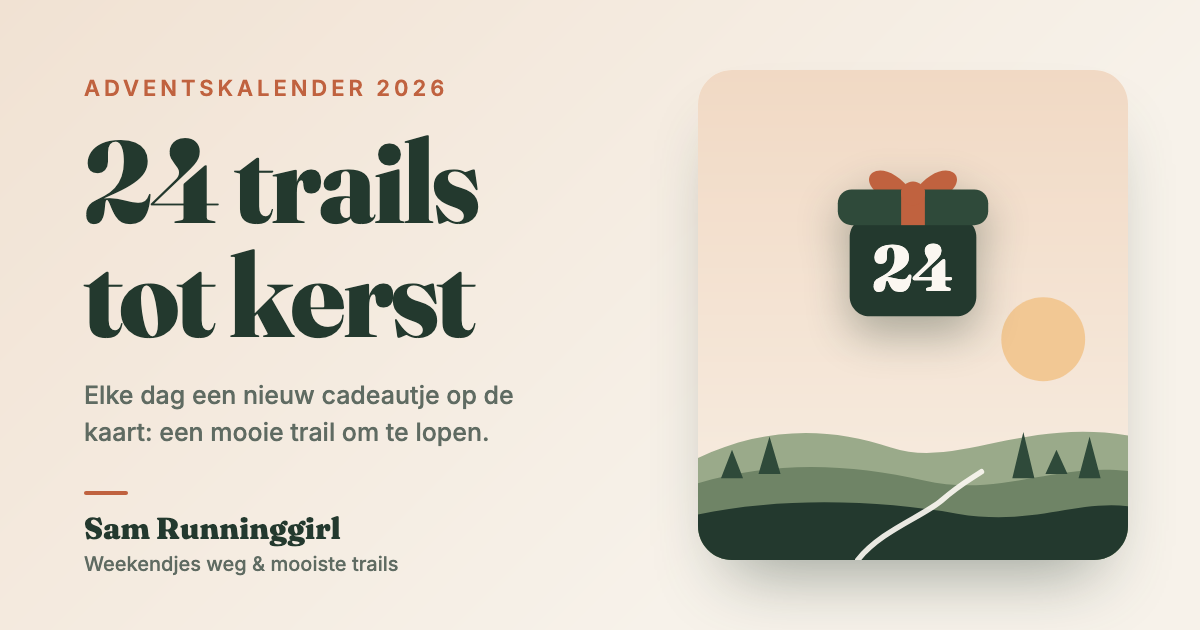 ADVENTSKALENDER 2026
24 trails
tot kerst
Elke dag een nieuw cadeautje op de
kaart: een mooie trail om te lopen.
Sam Runninggirl
Weekendjes weg & mooiste trails
24